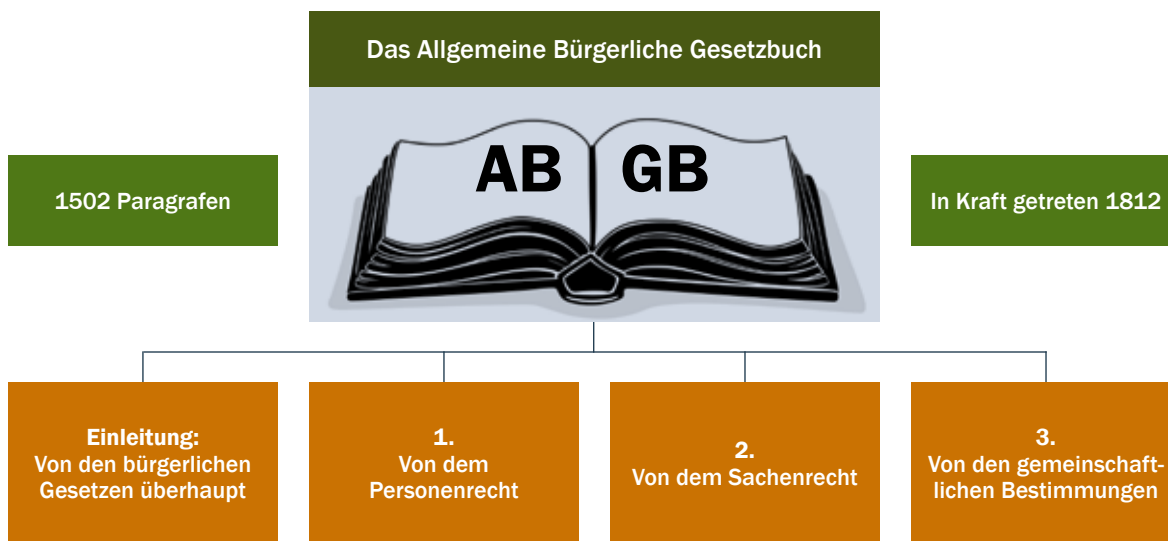 Das Allgemeine Bürgerliche Gesetzbuch
AB GB
1502 Paragrafen
In Kraft getreten 1812
Einleitung:
Von den bürgerlichen
Gesetzen überhaupt
1.
Von dem
Personenrecht
2.
Von dem Sachenrecht
3.
Von den gemeinschaft-
lichen Bestimmungen